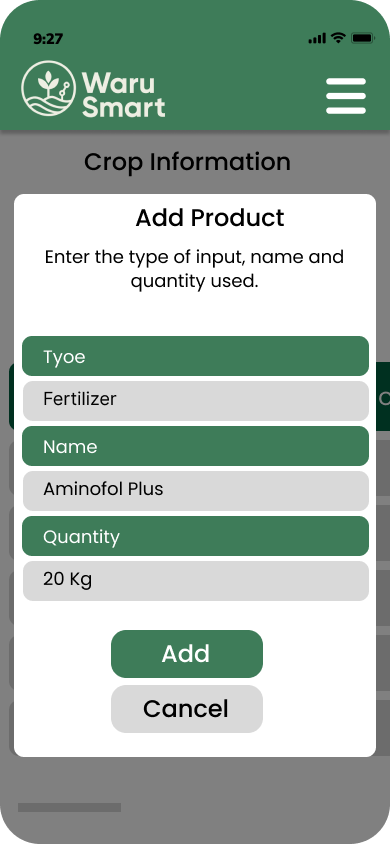 9:27
Waru
Smart
Crop Information
Add Product
Enter the type of input, name and
quantity used.
Tyoe
Fertilizer
Name
Aminofol Plus
Quantity
20 Kg
Add
Cancel